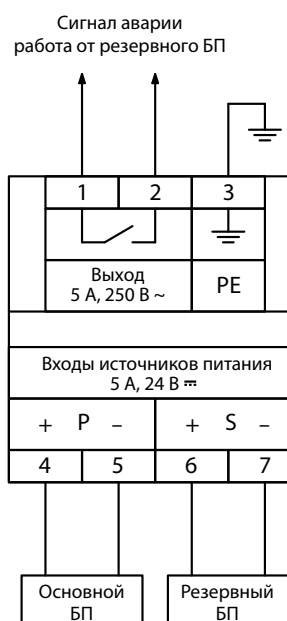 Сигнал аварии
работа от резервного БП
1 2 3
Выход
5 А, 250 В ~
PE
Входы источников питания
5 А, 24 В ⎓
+ P – + S –
4 5 6 7
Основной
БП
Резервный
БП